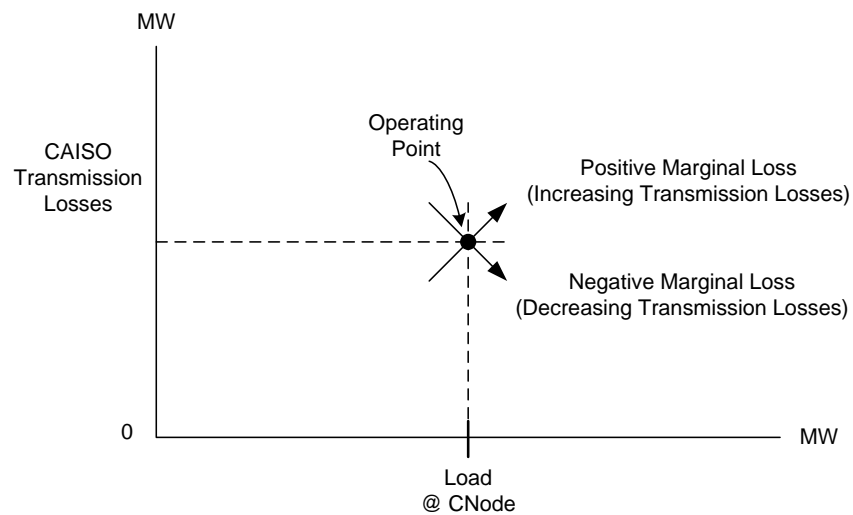 MW
Operating
Point
CAISO
Transmission
Losses
Positive Marginal Loss
(Increasing Transmission Losses)
Negative Marginal Loss
(Decreasing Transmission Losses)
0
MW
Load
@ CNode